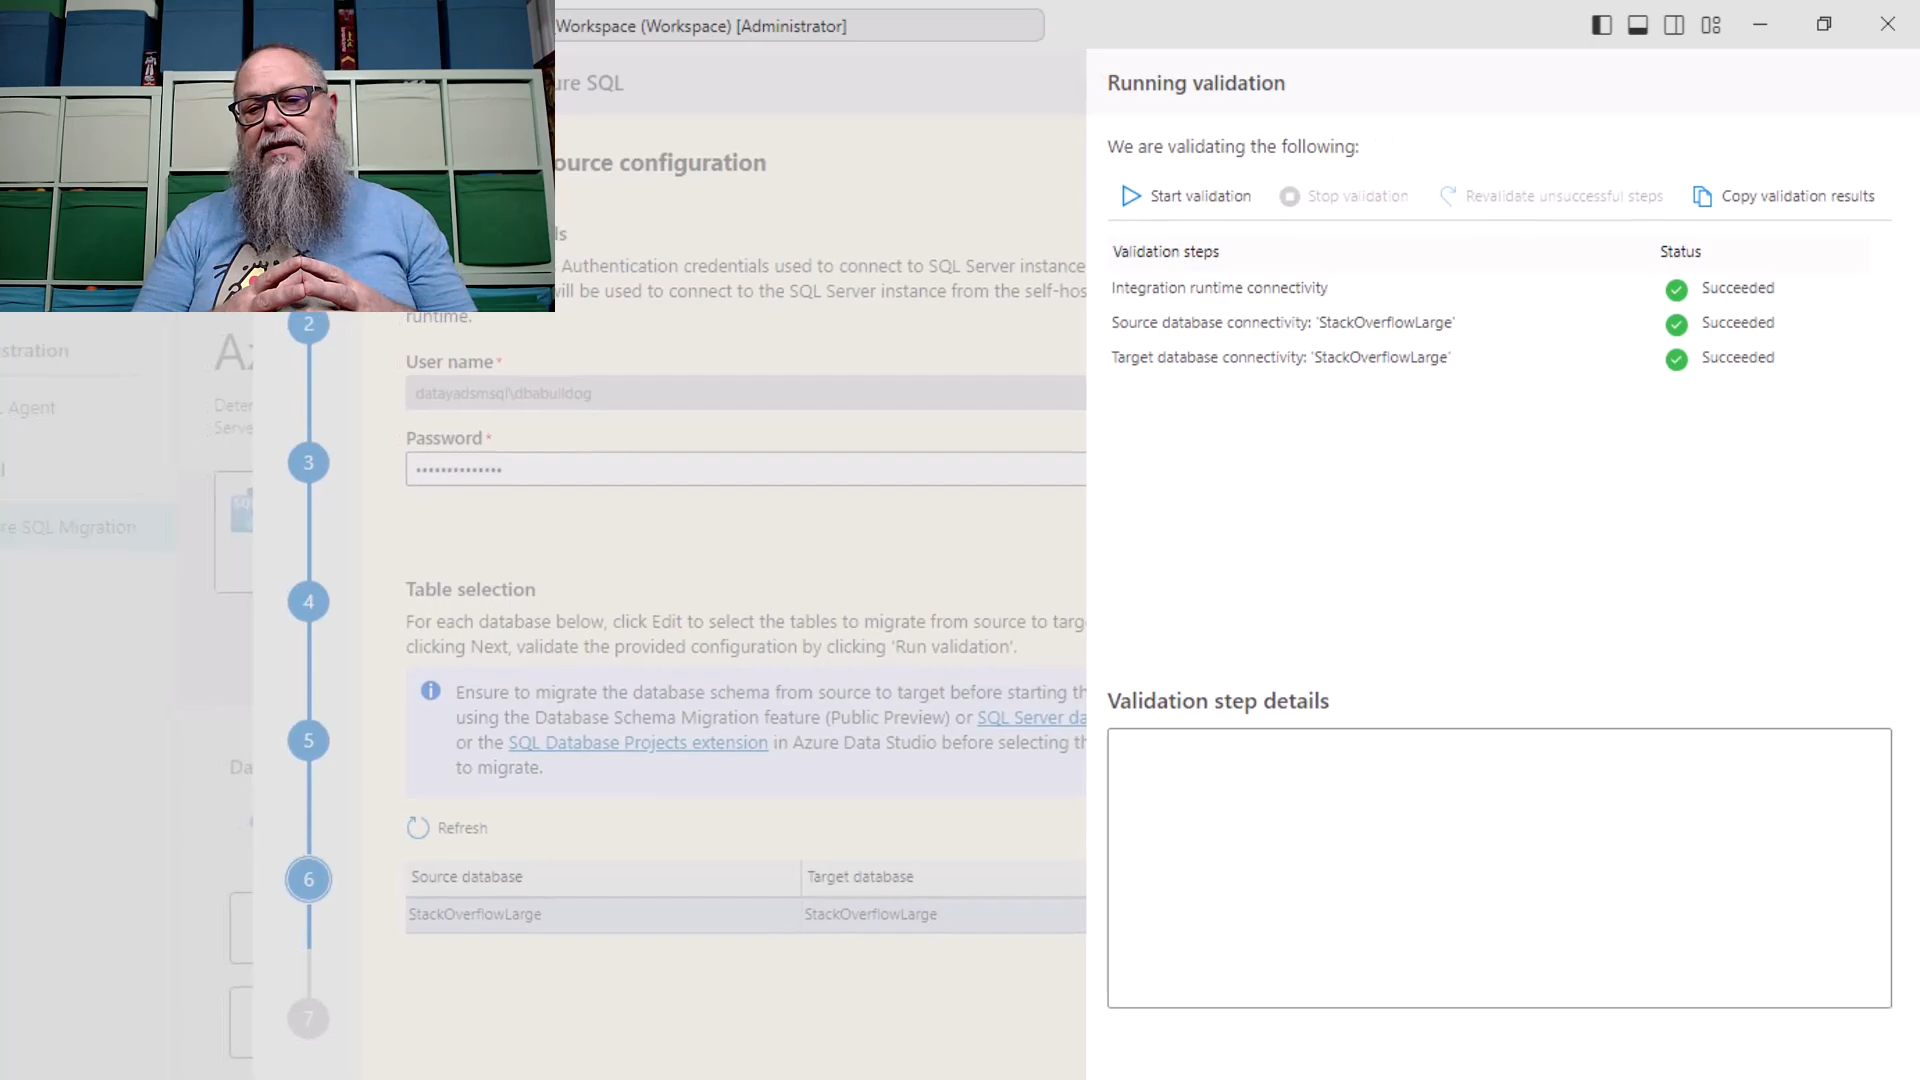 Workspace (Workspace) [Administrator]
ure SQL
ource configuration
ls
Authentication credentials used to connect to SQL Server instance
will be used to connect to the SQL Server instance from the self-hos
runtime.
User name *
datayadsmsql\dbabulldog
Password *
••••••••••••••
Table selection
For each database below, click Edit to select the tables to migrate from source to targe
clicking Next, validate the provided configuration by clicking 'Run validation'.
Ensure to migrate the database schema from source to target before starting th
using the Database Schema Migration feature (Public Preview) or SQL Server da
or the SQL Database Projects extension in Azure Data Studio before selecting th
to migrate.
Refresh
Source database Target database
StackOverflowLarge StackOverflowLarge
2
3
4
5
6
7
stration
L Agent
l
re SQL Migration
Az
Deter
Serve
SQL
Da
Running validation
We are validating the following:
Start validation Stop validation Revalidate unsuccessful steps Copy validation results
Validation steps Status
Integration runtime connectivity Succeeded
Source database connectivity: 'StackOverflowLarge' Succeeded
Target database connectivity: 'StackOverflowLarge' Succeeded
Validation step details